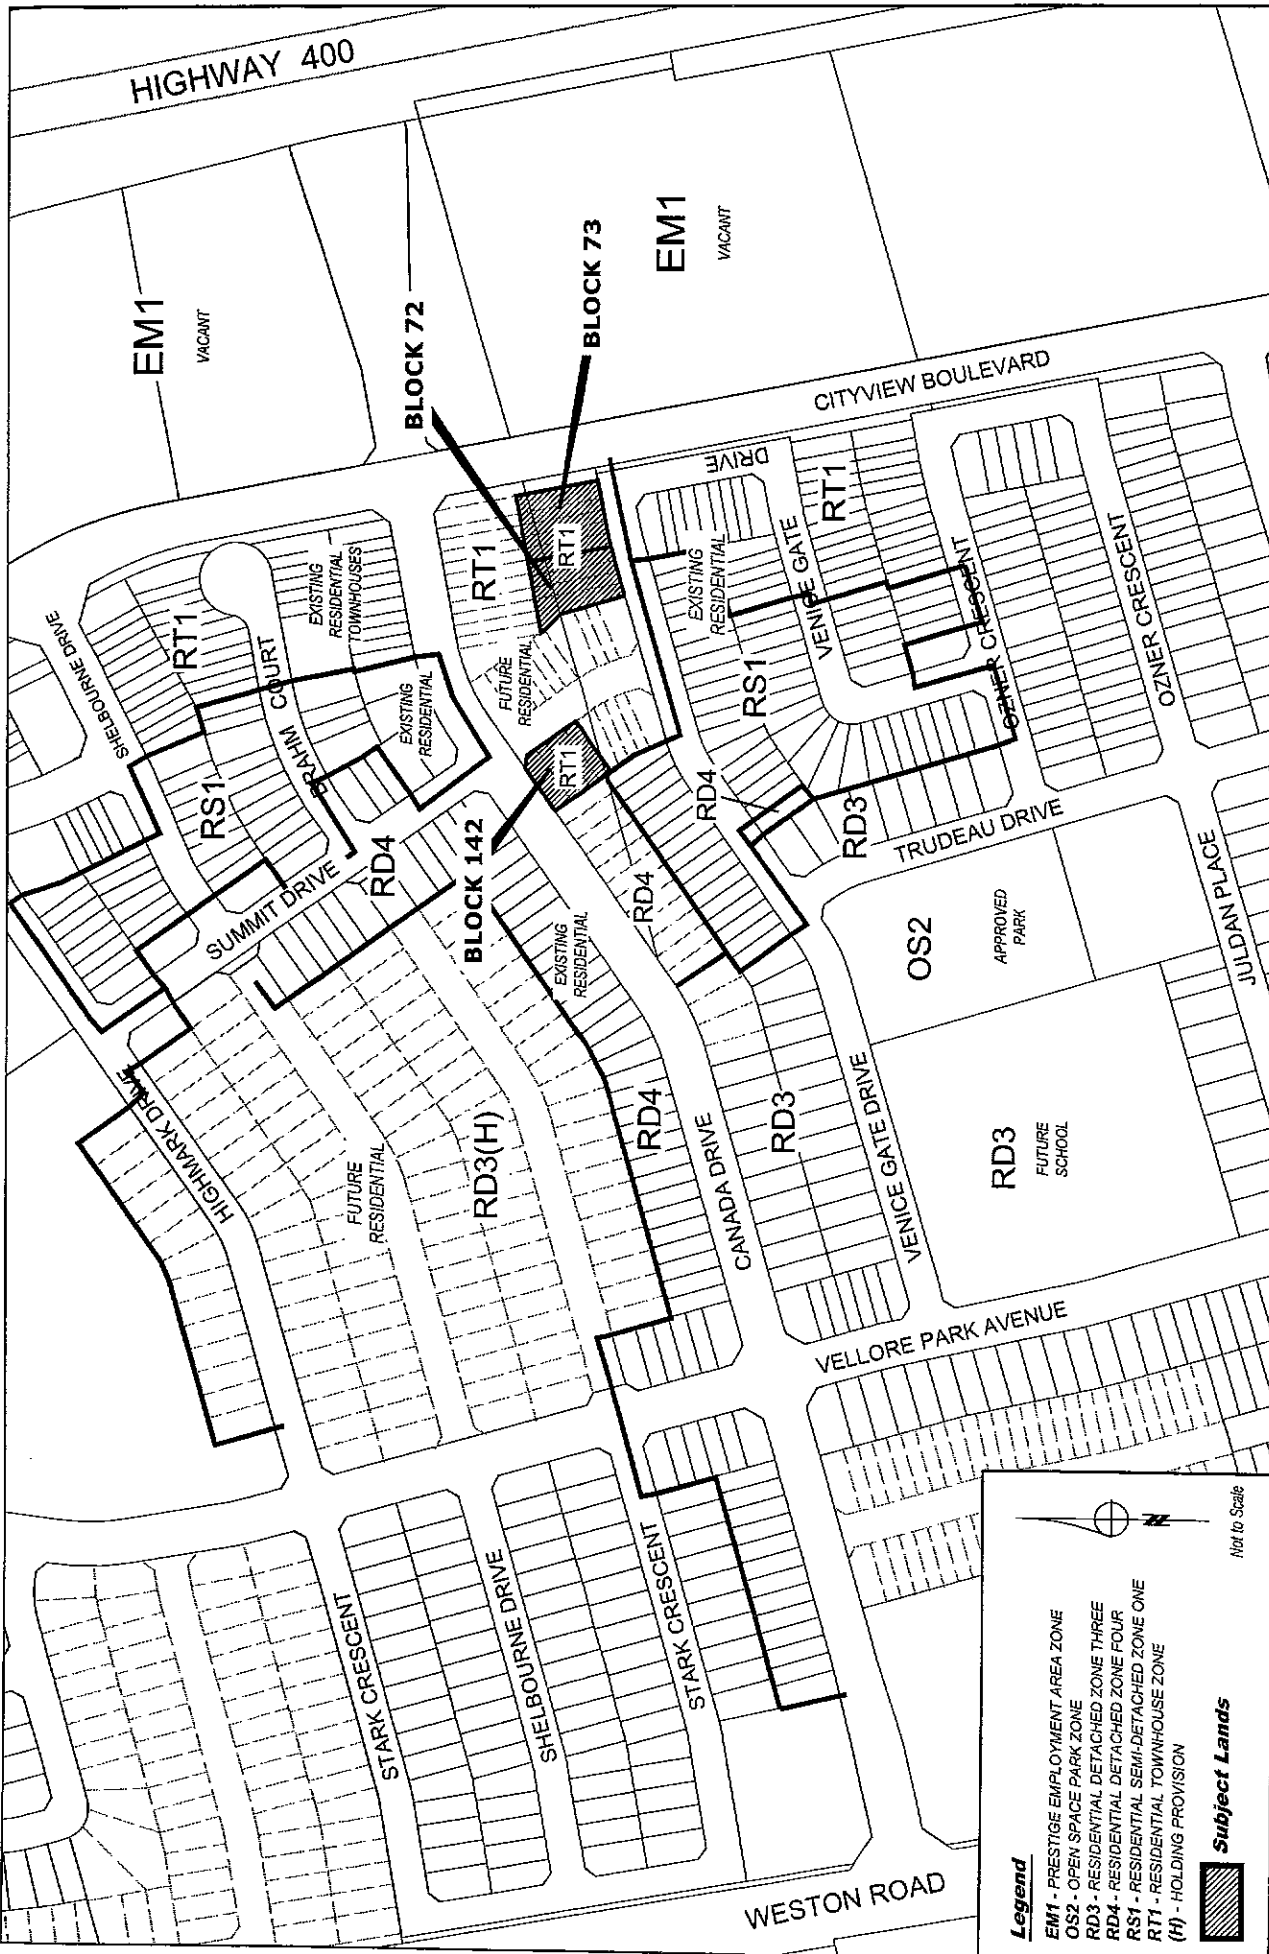 HIGHWAY 400
EM1
VACANT
EM1
VACANT
BLOCK 72
BLOCK 73
CITYVIEW BOULEVARD
SHELBOURNE DRIVE
RT1
EXISTING
RESIDENTIAL
TOWNHOUSES
RT1
RT1
DRIVE
RT1
BRAHM COURT
EXISTING
RESIDENTIAL
FUTURE
RESIDENTIAL
EXISTING
RESIDENTIAL
VENICE GATE
OZNER CRESCENT
OZNER CRESCENT
SHELBOURNE DRIVE
RS1
RT1
RS1
RD4
SUMMIT DRIVE
RD4
BLOCK 142
RD4
RD3
TRUDEAU DRIVE
JULDAN PLACE
EXISTING
RESIDENTIAL
OS2
APPROVED
PARK
HIGHMARK DRIVE
FUTURE
RESIDENTIAL
RD3(H)
RD4
CANADA DRIVE
RD3
VENICE GATE DRIVE
RD3
FUTURE
SCHOOL
VELLORE PARK AVENUE
STARK CRESCENT
SHELBOURNE DRIVE
STARK CRESCENT
WESTON ROAD
Legend
EM1 - PRESTIGE EMPLOYMENT AREA ZONE
OS2 - OPEN SPACE PARK ZONE
RD3 - RESIDENTIAL DETACHED ZONE THREE
RD4 - RESIDENTIAL DETACHED ZONE FOUR
RS1 - RESIDENTIAL SEMI-DETACHED ZONE ONE
RT1 - RESIDENTIAL TOWNHOUSE ZONE
(H) - HOLDING PROVISION
Subject Lands
N
Not to Scale